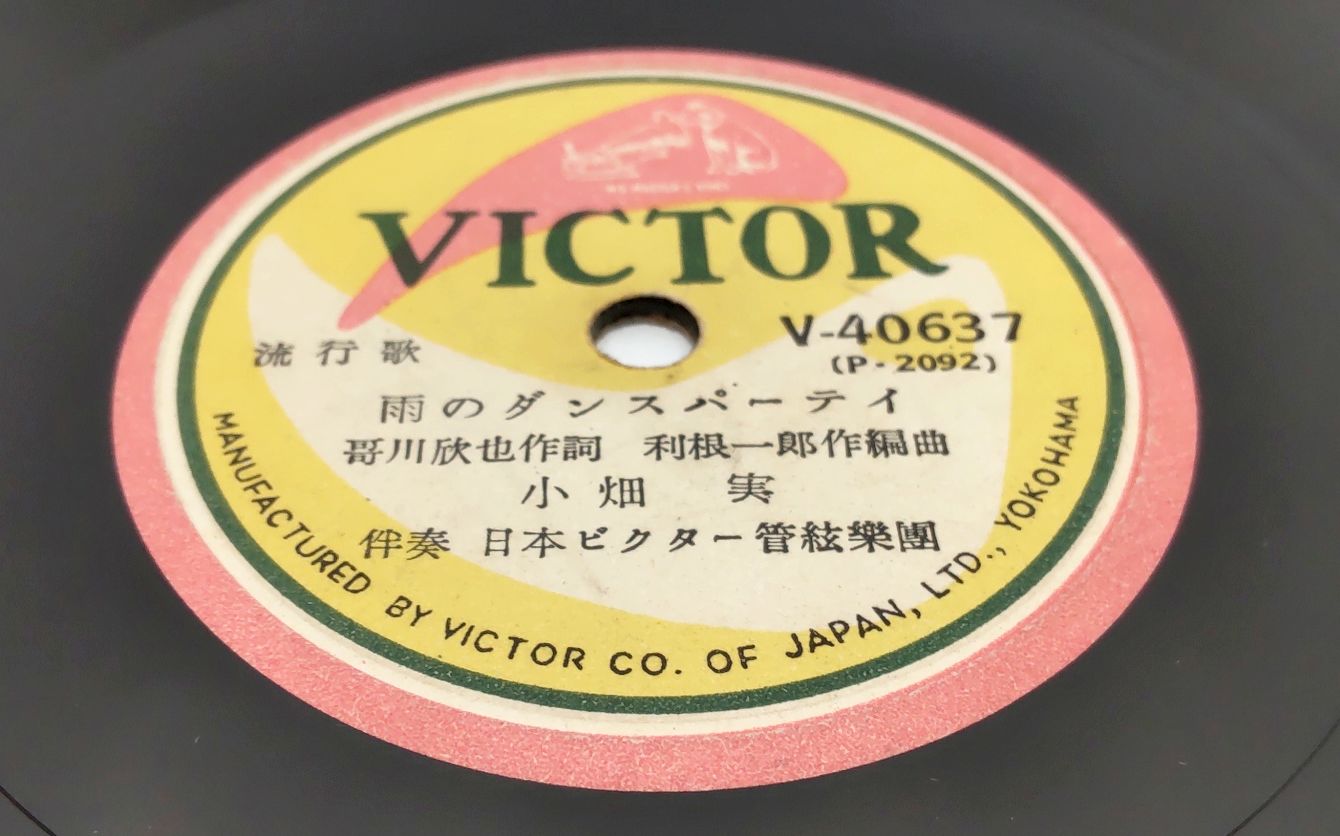 VICTOR
V-40637
(P-2092)
流行歌
雨のダンスパーテイ
哥川欣也作詞 利根一郎作編曲
小畑 実
伴奏 日本ビクター管絃樂團
MANUFACTURED BY VICTOR CO. OF JAPAN, LTD., YOKOHAMA